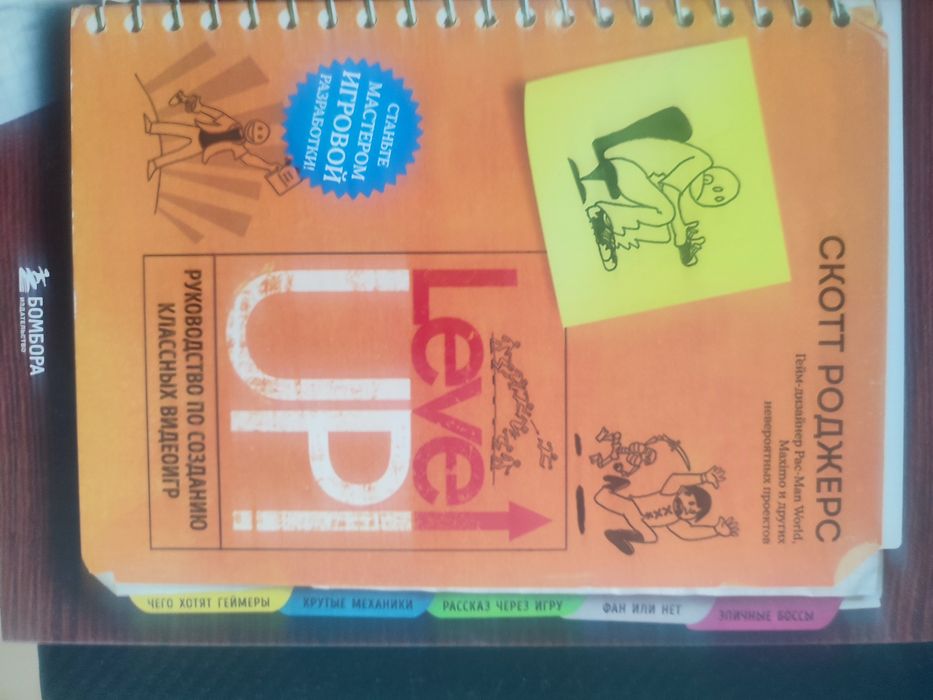 СКОТТ РОДЖЕРС
Гейм-дизайнер Pac-Man World,
Maximo и других
невероятных проектов
Level
UP!
РУКОВОДСТВО ПО СОЗДАНИЮ
КЛАССНЫХ ВИДЕОИГР
СТАНЬТЕ
МАСТЕРОМ
ИГРОВОЙ
РАЗРАБОТКИ!
ЭПИЧНЫЕ БОССЫ
ФАН ИЛИ НЕТ
РАССКАЗ ЧЕРЕЗ ИГРУ
КРУТЫЕ МЕХАНИКИ
ЧЕГО ХОТЯТ ГЕЙМЕРЫ
БОМБОРА
ИЗДАТЕЛЬСТВО